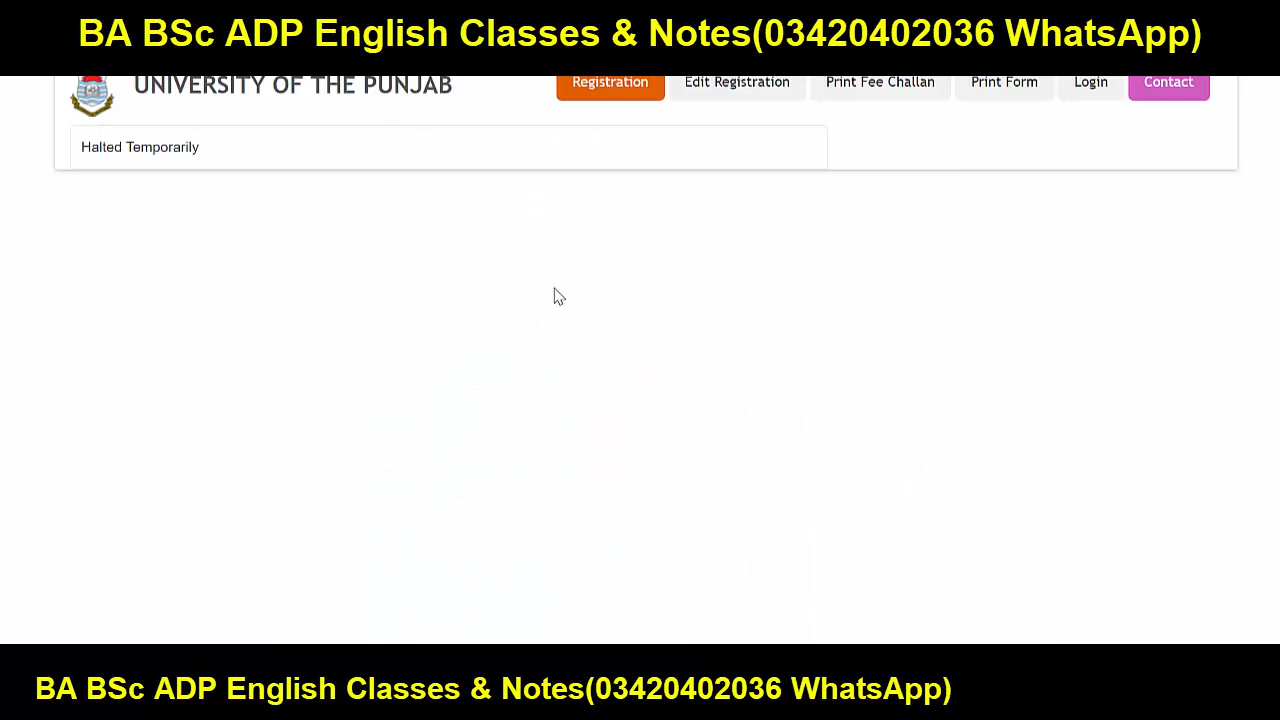 BA BSc ADP English Classes & Notes(03420402036 WhatsApp)
UNIVERSITY OF THE PUNJAB
Registration Edit Registration Print Fee Challan Print Form Login Contact
Halted Temporarily
BA BSc ADP English Classes & Notes(03420402036 WhatsApp)